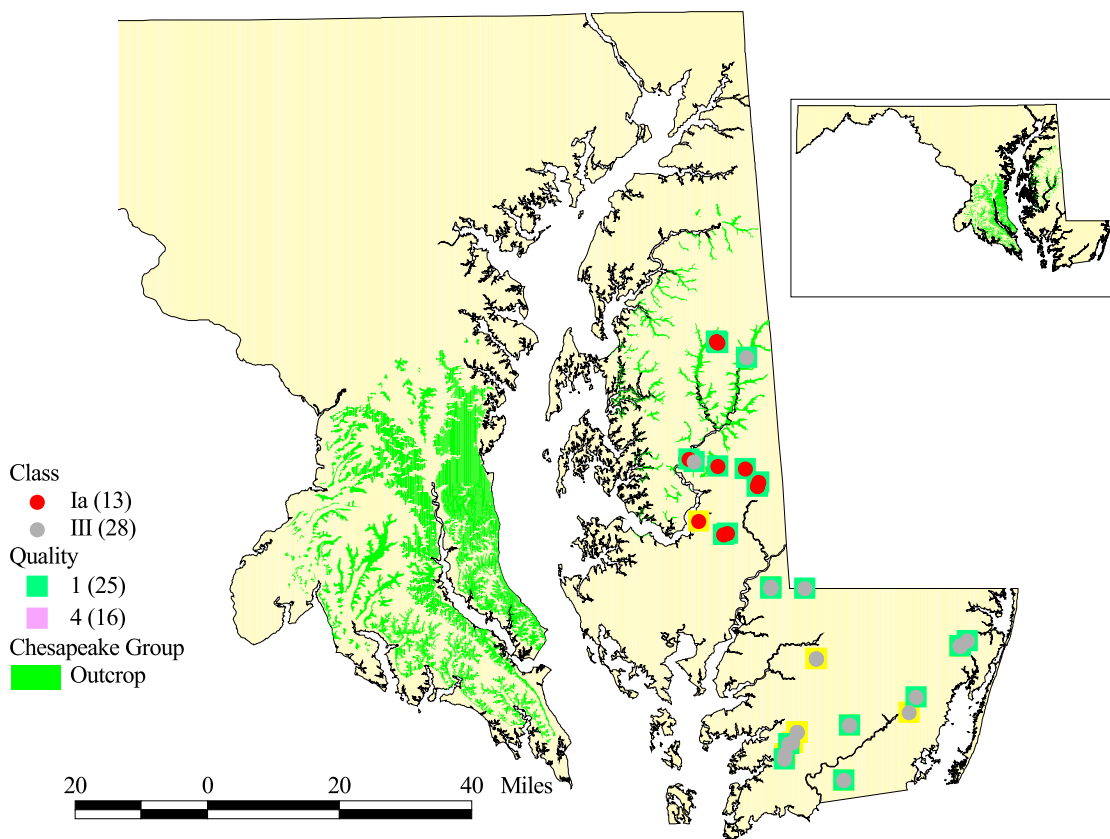 Class
Ia (13)
III (28)
Quality
1 (25)
4 (16)
Chesapeake Group
Outcrop
20 0 20 40 Miles